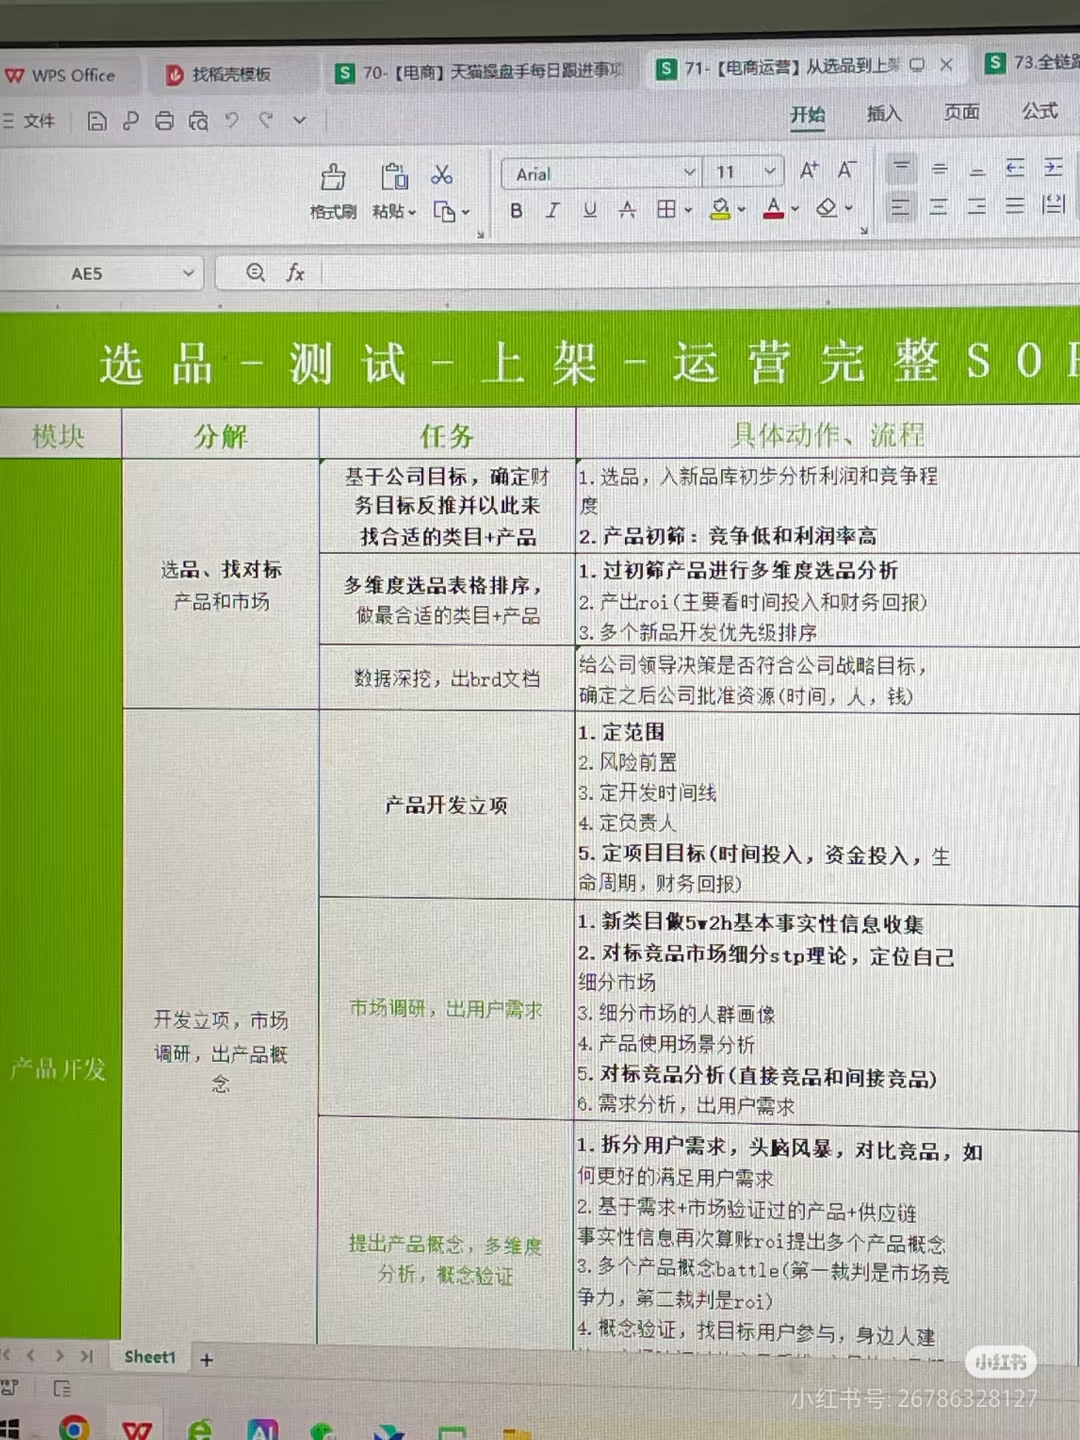 WPS Office
找稻壳模板
70-【电商】天猫操盘手每日跟进事项
71-【电商运营】从选品到上架
73.全链路
文件
开始
插入
页面
公式
格式刷
粘贴
Arial
11
AE5
选品-测试-上架-运营完整SOP
模块
分解
任务
具体动作、流程
产品开发
选品、找对标
产品和市场
基于公司目标，确定财
务目标反推并以此来
找合适的类目+产品
1. 选品，入新品库初步分析利润和竞争程
度
2. 产品初筛：竞争低和利润率高
多维度选品表格排序，
做最合适的类目+产品
1. 过初筛产品进行多维度选品分析
2. 产出roi(主要看时间投入和财务回报)
3. 多个新品开发优先级排序
数据深挖，出brd文档
给公司领导决策是否符合公司战略目标，
确定之后公司批准资源(时间，人，钱)
开发立项，市场
调研，出产品概
念
产品开发立项
1. 定范围
2. 风险前置
3. 定开发时间线
4. 定负责人
5. 定项目目标(时间投入，资金投入，生
命周期，财务回报)
市场调研，出用户需求
1. 新类目做5w2h基本事实性信息收集
2. 对标竞品市场细分stp理论，定位自己
细分市场
3. 细分市场的人群画像
4. 产品使用场景分析
5. 对标竞品分析(直接竞品和间接竞品)
6. 需求分析，出用户需求
提出产品概念，多维度
分析，概念验证
1. 拆分用户需求，头脑风暴，对比竞品，如
何更好的满足用户需求
2. 基于需求+市场验证过的产品+供应链
事实性信息再次算账roi提出多个产品概念
3. 多个产品概念battle(第一裁判是市场竞
争力，第二裁判是roi)
4. 概念验证，找目标用户参与，身边人建
Sheet1
小红书
小红书号: 26786328127